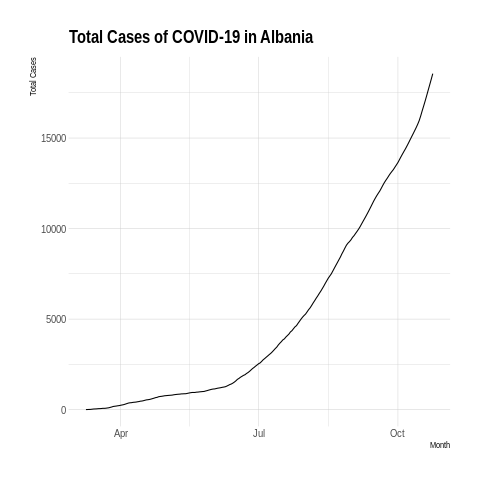 Total Cases of COVID-19 in Albania
Total Cases
15000
10000
5000
0
Apr Jul Oct
Month